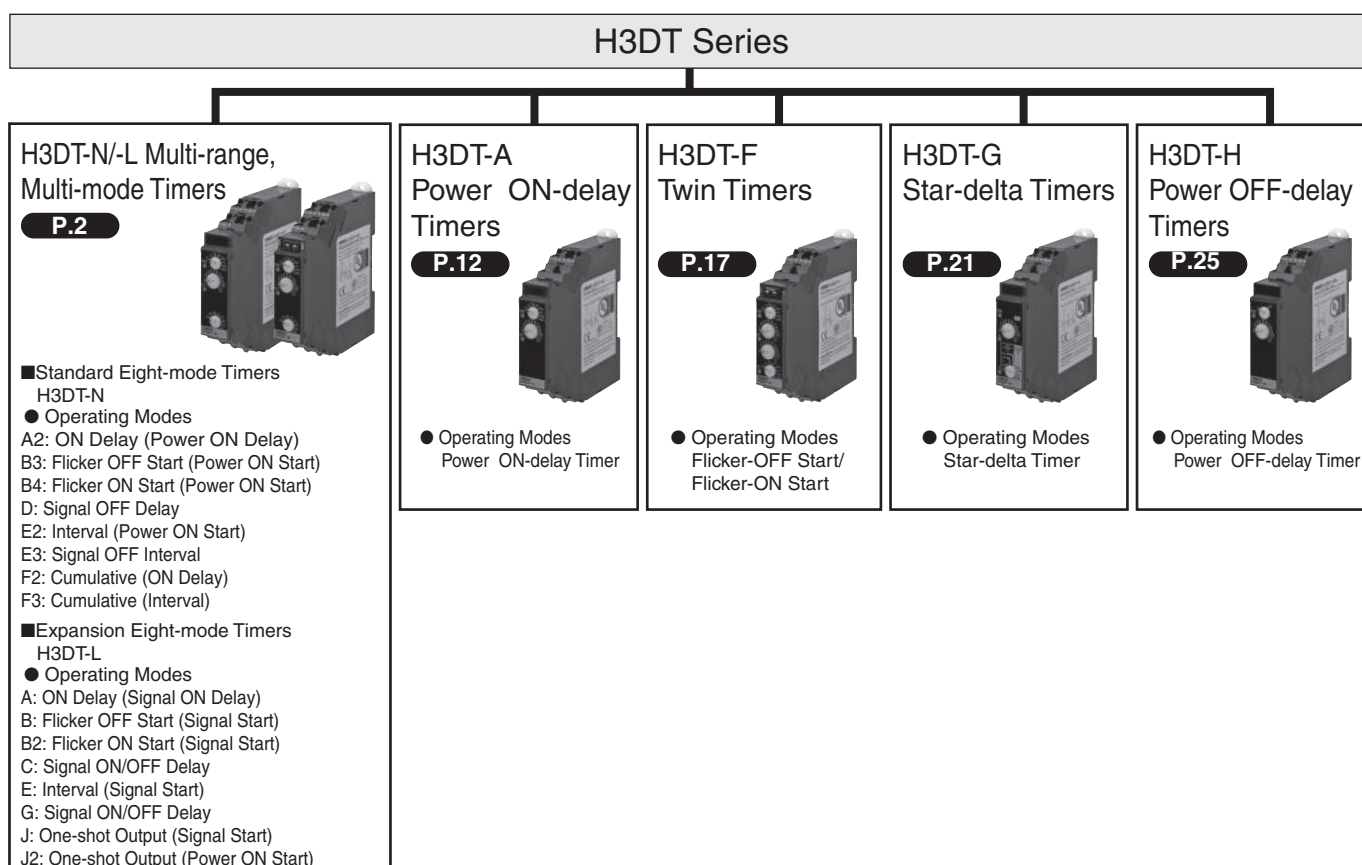 H3DT Series
H3DT-N/-L Multi-range,
Multi-mode Timers
P.2
■Standard Eight-mode Timers
H3DT-N
● Operating Modes
A2: ON Delay (Power ON Delay)
B3: Flicker OFF Start (Power ON Start)
B4: Flicker ON Start (Power ON Start)
D: Signal OFF Delay
E2: Interval (Power ON Start)
E3: Signal OFF Interval
F2: Cumulative (ON Delay)
F3: Cumulative (Interval)
■Expansion Eight-mode Timers
H3DT-L
● Operating Modes
A: ON Delay (Signal ON Delay)
B: Flicker OFF Start (Signal Start)
B2: Flicker ON Start (Signal Start)
C: Signal ON/OFF Delay
E: Interval (Signal Start)
G: Signal ON/OFF Delay
J: One-shot Output (Signal Start)
J2: One-shot Output (Power ON Start)
H3DT-A
Power ON-delay
Timers
P.12
● Operating Modes
Power ON-delay Timer
H3DT-F
Twin Timers
P.17
● Operating Modes
Flicker-OFF Start/
Flicker-ON Start
H3DT-G
Star-delta Timers
P.21
● Operating Modes
Star-delta Timer
H3DT-H
Power OFF-delay
Timers
P.25
● Operating Modes
Power OFF-delay Timer